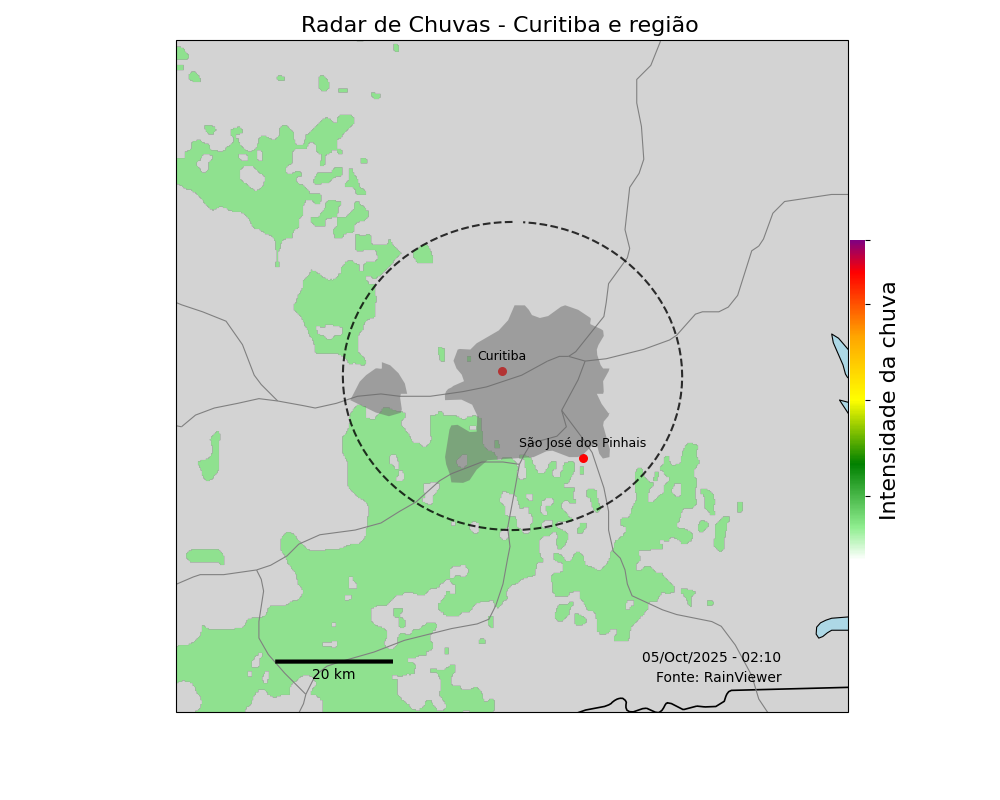 Radar de Chuvas - Curitiba e região
Curitiba
São José dos Pinhais
Intensidade da chuva
05/Oct/2025 - 02:10
Fonte: RainViewer
20 km